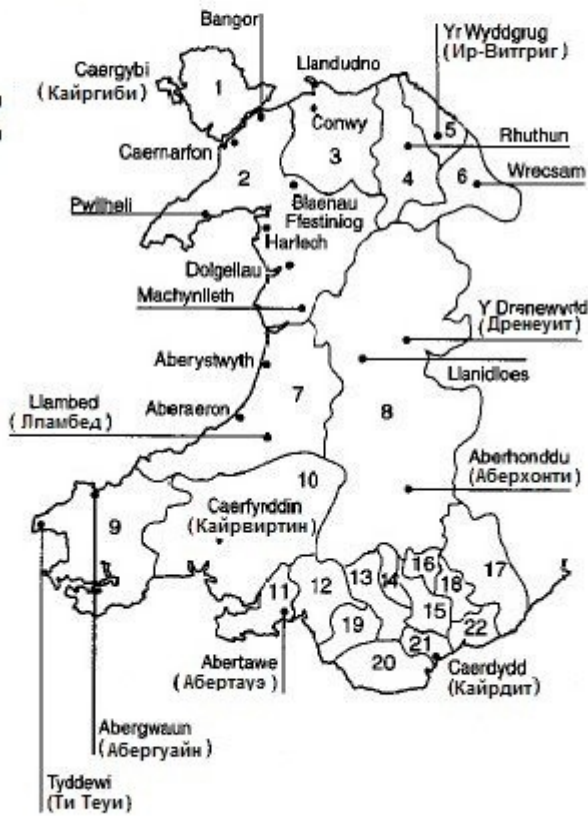 Bangor
Yr Wyddgrug
(Ир-Витгриг)
Llandudno
Caergybi
(Кайргиби)
1
Conwy
5
Rhuthun
Caernarfon
3
2
4
6
Wrecsam
Blaenau
Ffestiniog
Pwllheli
Harlech
Dolgellau
Machynlleth
Y Drenewydd
(Дренеуит)
Aberystwyth
Llanidloes
7
Llambed
(Лламбед)
Aberaeron
8
10
Aberhonddu
(Аберхонти)
9
Caerfyrddin
(Кайрвиртин)
16
17
13
14
18
11
12
15
19
22
21
20
Abertawe
(Абертауэ)
Caerdydd
(Кайрдит)
Abergwaun
(Абергуайн)
Tyddewi
(Ти Теуи)